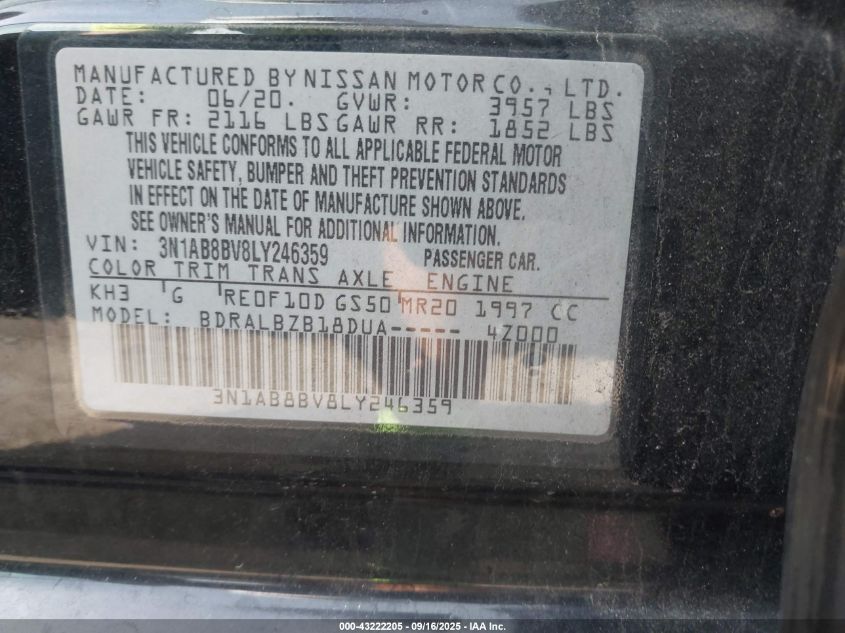 MANUFACTURED BY NISSAN MOTOR CO., LTD.
DATE: 06/20. GVWR: 3957 LBS
GAWR FR: 2116 LBS GAWR RR: 1852 LBS
THIS VEHICLE CONFORMS TO ALL APPLICABLE FEDERAL MOTOR
VEHICLE SAFETY, BUMPER AND THEFT PREVENTION STANDARDS
IN EFFECT ON THE DATE OF MANUFACTURE SHOWN ABOVE.
SEE OWNER'S MANUAL FOR ADDITIONAL INFORMATION.
VIN: 3N1AB8BV8LY246359 PASSENGER CAR.
COLOR TRIM TRANS AXLE ENGINE
KH3 G RE0F10D GS50 MR20 1997 CC
MODEL: BDRALBZB18DUA----- 4Z000
3N1AB8BV8LY246359
000-43222205 - 09/16/2025 - IAA Inc.